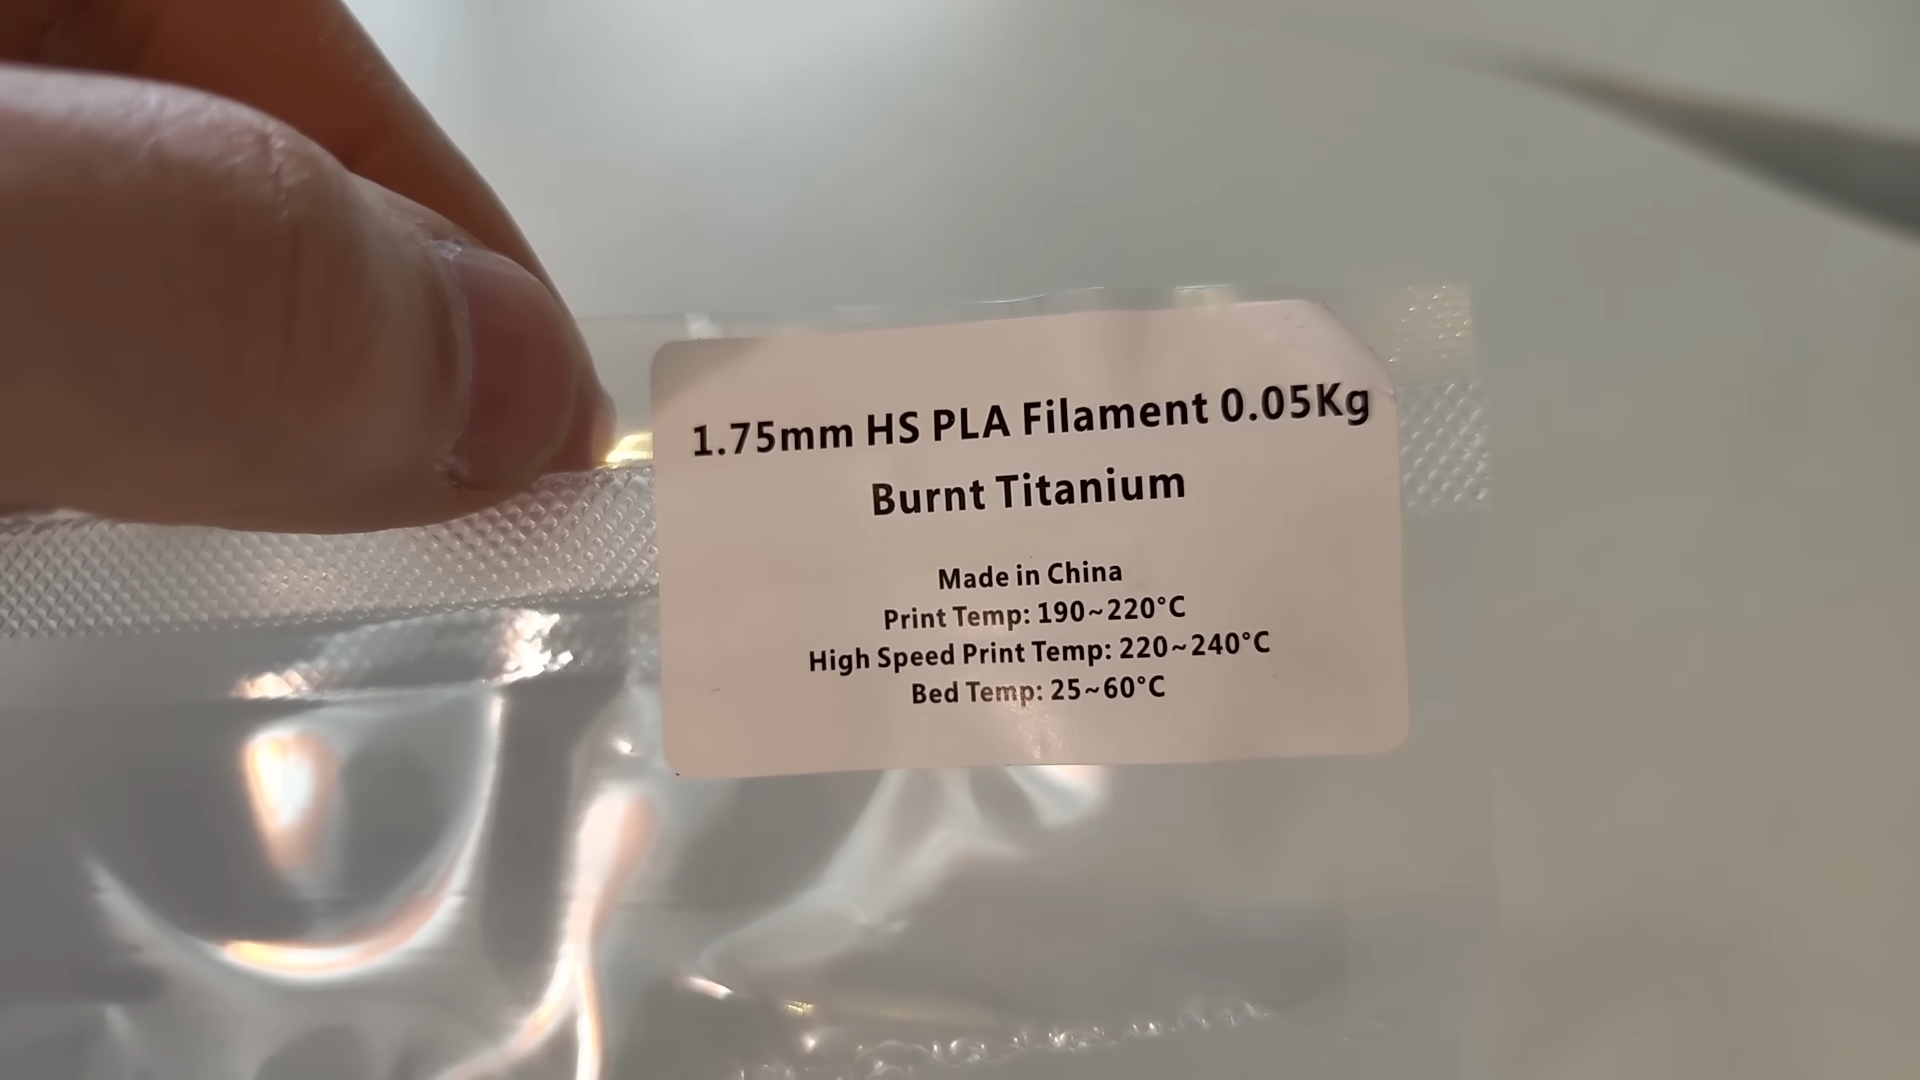 1.75mm HS PLA Filament 0.05Kg
Burnt Titanium
Made in China
Print Temp: 190~220°C
High Speed Print Temp: 220~240°C
Bed Temp: 25~60°C